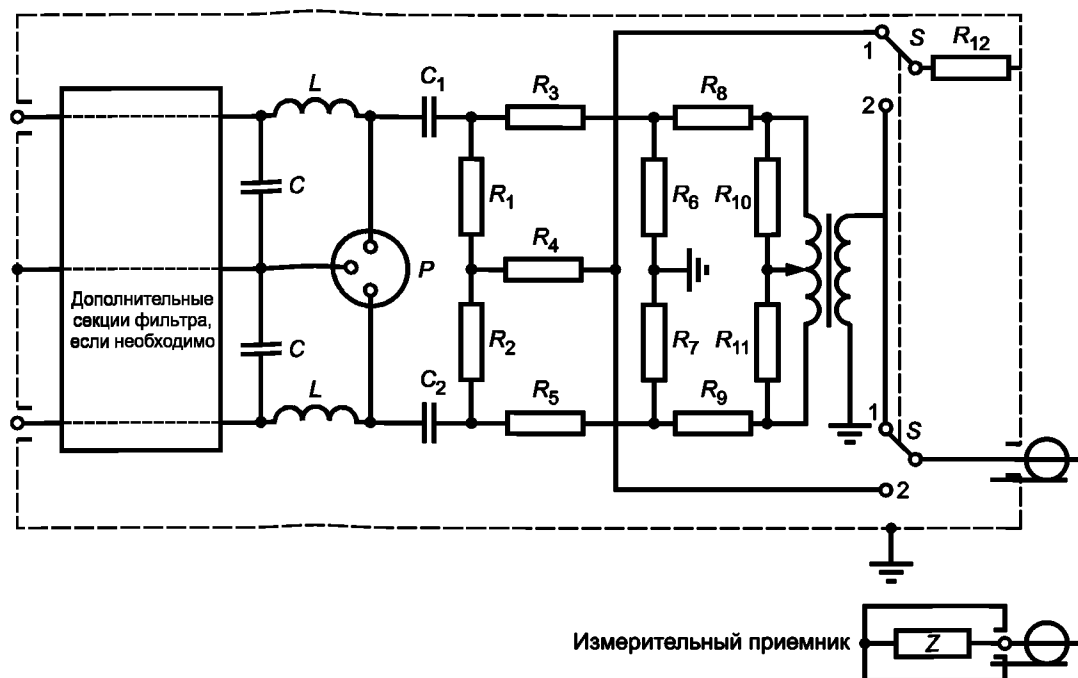 1
S
R12
L
C1
R3
R8
2
C
R1
R6
R10
R4
P
Дополнительные
секции фильтра,
если необходимо
C
R2
R7
R11
L
C2
R5
R9
1
S
2
Измерительный приемник
Z